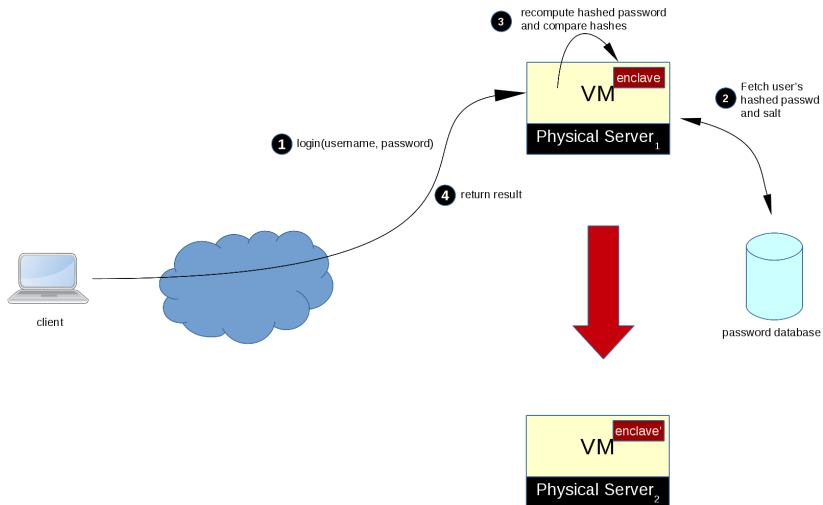 3
recompute hashed password
and compare hashes
enclave
VM
Physical Server1
2
Fetch user's
hashed passwd
and salt
1
login(username, password)
4
return result
client
password database
enclave'
VM
Physical Server2